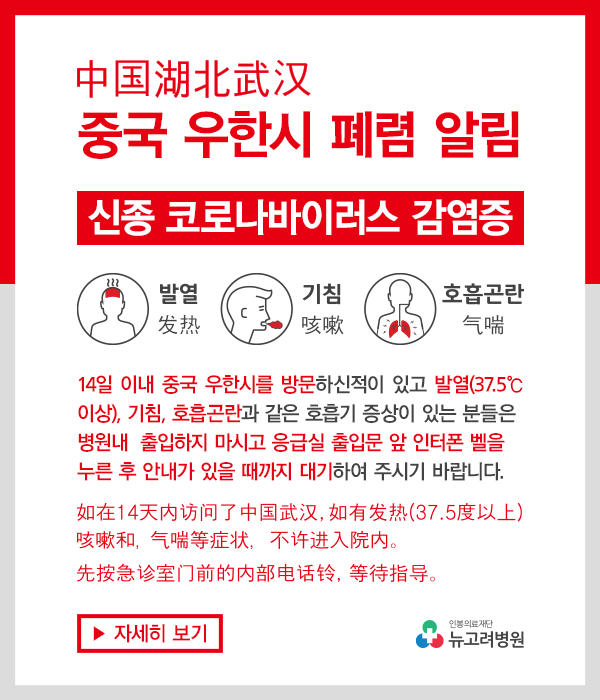 中国湖北武汉
중국 우한시 폐렴 알림
신종 코로나바이러스 감염증
발열 기침 호흡곤란
发热 咳嗽 气喘
14일 이내 중국 우한시를 방문하신적이 있고 발열(37.5℃
이상), 기침, 호흡곤란과 같은 호흡기 증상이 있는 분들은
병원내 출입하지 마시고 응급실 출입문 앞 인터폰 벨을
누른 후 안내가 있을 때까지 대기하여 주시기 바랍니다.
如在14天内访问了中国武汉, 如有发热(37.5度以上)
咳嗽和, 气喘等症状, 不许进入院内。
先按急诊室门前的内部电话铃, 等待指导。
▶ 자세히 보기
인봉의료재단
뉴고려병원